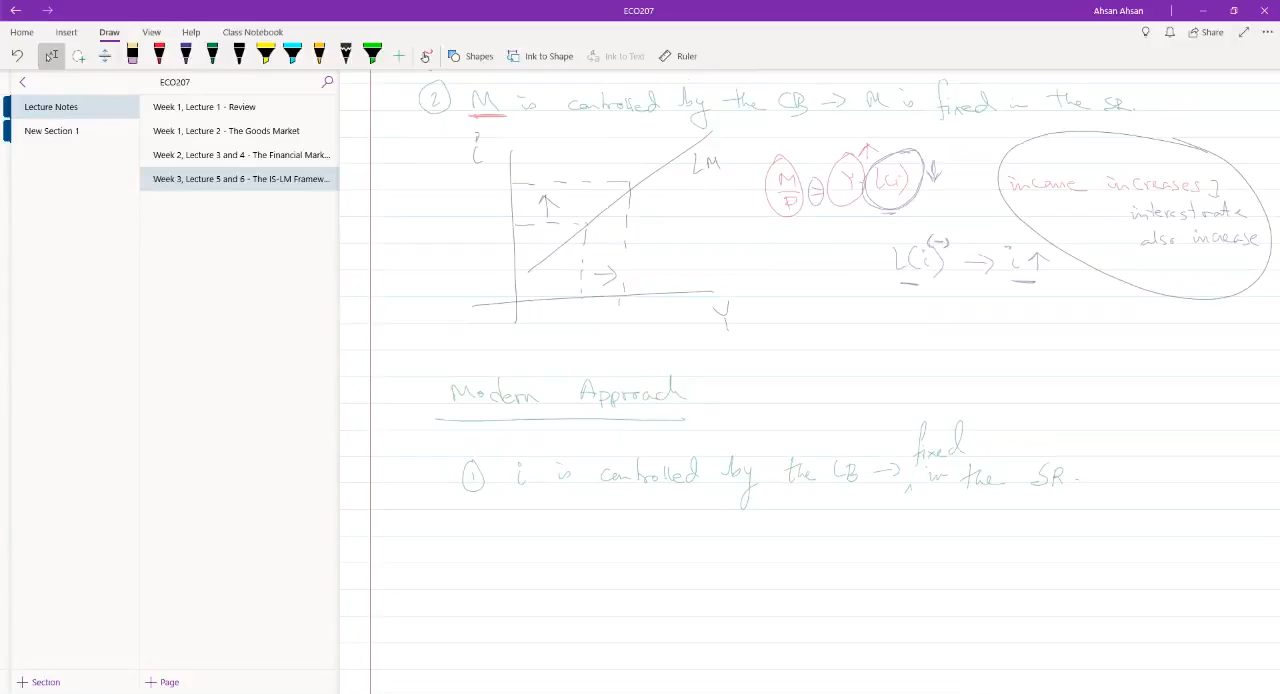 ECO207
Ahsan Ahsan
Home Insert Draw View Help Class Notebook
Share
Shapes Ink to Shape Ink to Text Ruler
ECO207
Lecture Notes
New Section 1
Week 1, Lecture 1 - Review
Week 1, Lecture 2 - The Goods Market
Week 2, Lecture 3 and 4 - The Financial Mark...
Week 3, Lecture 5 and 6 - The IS-LM Framew...
② M is controlled by the CB → M is fixed in the SR.
i
LM
↑
→
Y
M/P = Y L(i) ↑ ↓
L(i) (-) → i ↑
income increases,
interest rate
also increase
Modern Approach
fixed
① i is controlled by the CB → ^ in the SR.
+ Section
+ Page